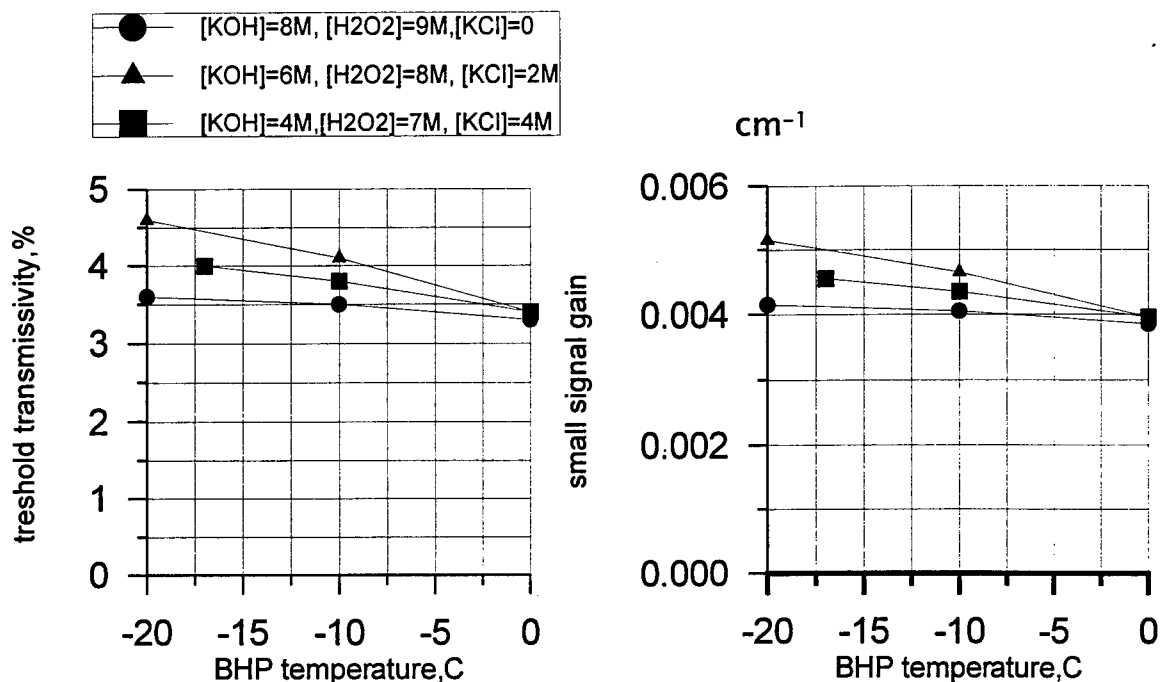 [KOH]=8M, [H2O2]=9M,[KCl]=0
[KOH]=6M, [H2O2]=8M, [KCl]=2M
[KOH]=4M,[H2O2]=7M, [KCl]=4M
treshold transmissivity,%
5
4
3
2
1
0
-20 -15 -10 -5 0
BHP temperature,C
cm⁻¹
small signal gain
0.006
0.004
0.002
0.000
-20 -15 -10 -5 0
BHP temperature,C